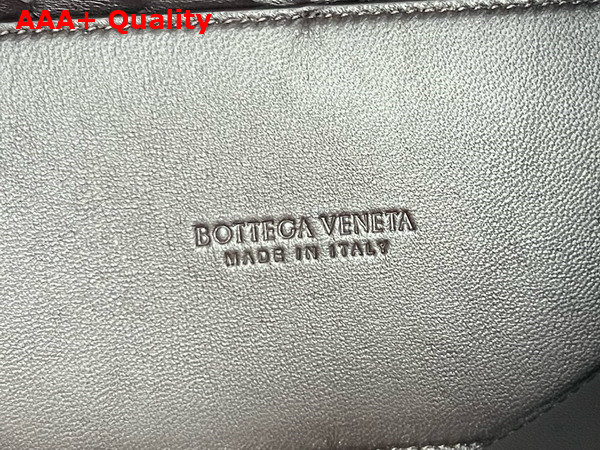 AAA+ Quality
BOTTEGA VENETA
MADE IN ITALY